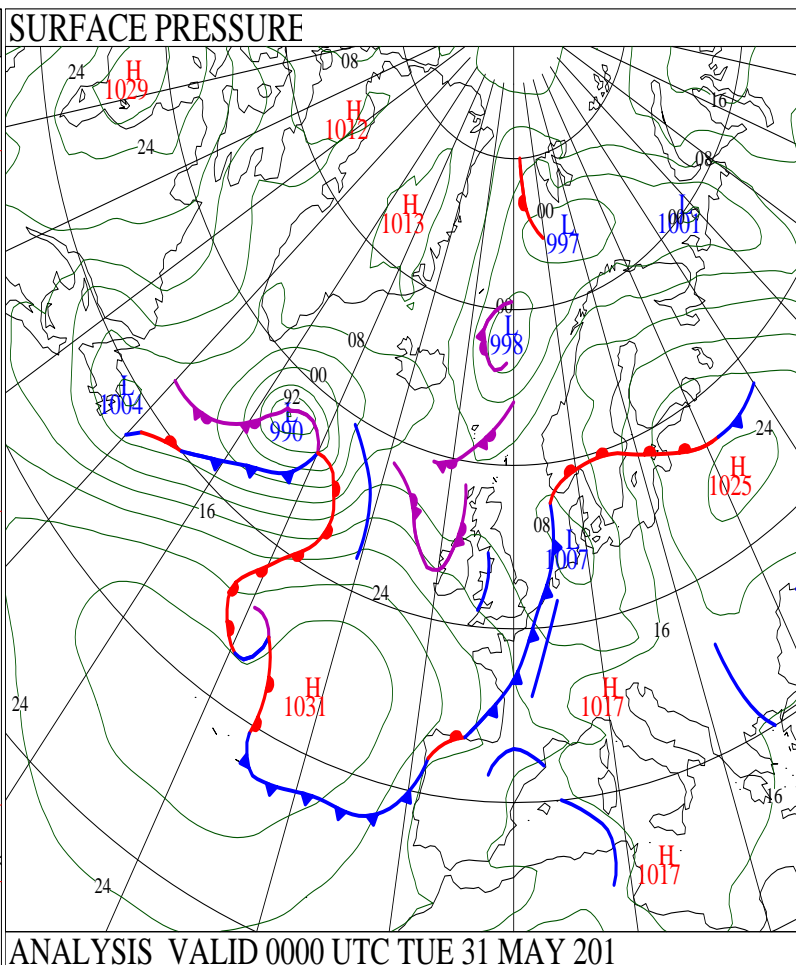 SURFACE PRESSURE
08
24
H
1029
16
H
1012
24
08
H
1013
L
1001
00
L
997
00
L
998
08
00
92
L
1004
L
990
24
H
1025
16
08
L
1007
24
16
H
1031
H
1017
24
16
H
1017
24
ANALYSIS VALID 0000 UTC TUE 31 MAY 201